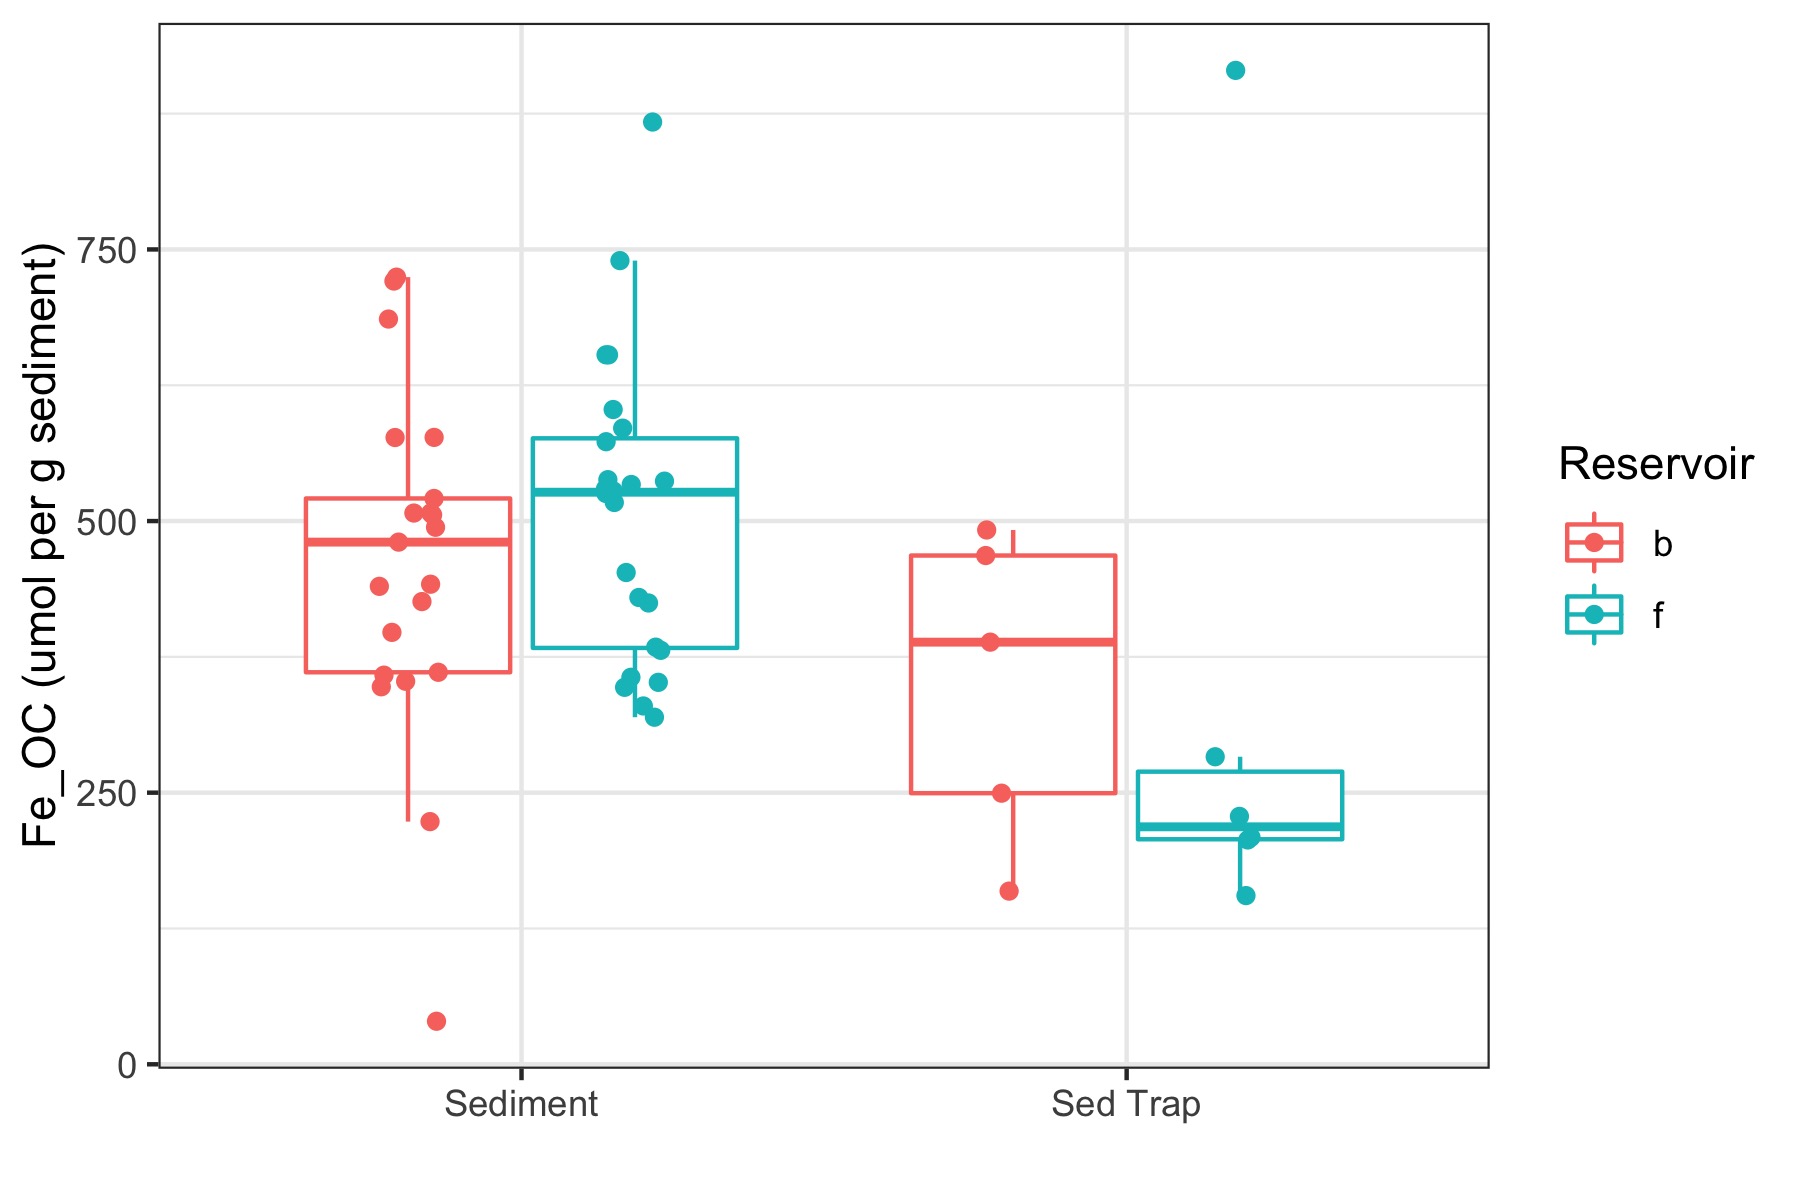 Fe_OC (umol per g sediment)
750
500
250
0
Sediment
Sed Trap
Reservoir
b
f